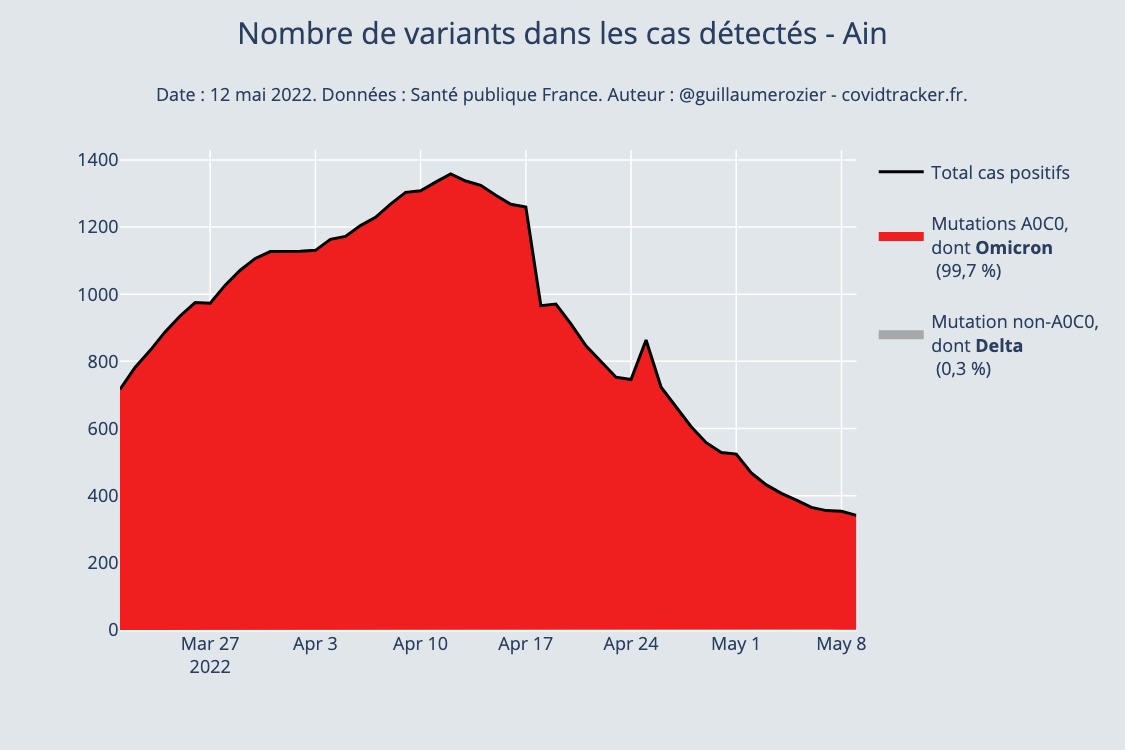 Nombre de variants dans les cas détectés - Ain
Date : 12 mai 2022. Données : Santé publique France. Auteur : @guillaumerozier - covidtracker.fr.
1400
1200
1000
800
600
400
200
0
Mar 27
2022
Apr 3
Apr 10
Apr 17
Apr 24
May 1
May 8
Total cas positifs
Mutations A0C0,
dont Omicron
(99,7 %)
Mutation non-A0C0,
dont Delta
(0,3 %)